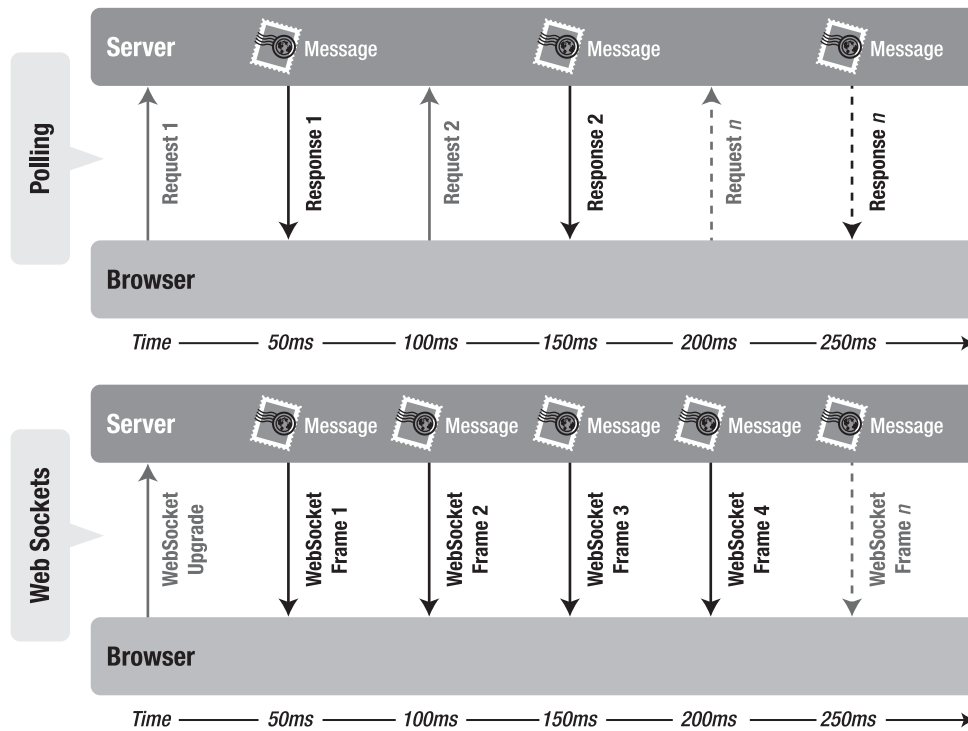 Polling
Server
Message
Message
Message
Request 1
Response 1
Request 2
Response 2
Request n
Response n
Browser
Time
50ms
100ms
150ms
200ms
250ms
Web Sockets
Server
Message
Message
Message
Message
Message
WebSocket
Upgrade
WebSocket
Frame 1
WebSocket
Frame 2
WebSocket
Frame 3
WebSocket
Frame 4
WebSocket
Frame n
Browser
Time
50ms
100ms
150ms
200ms
250ms